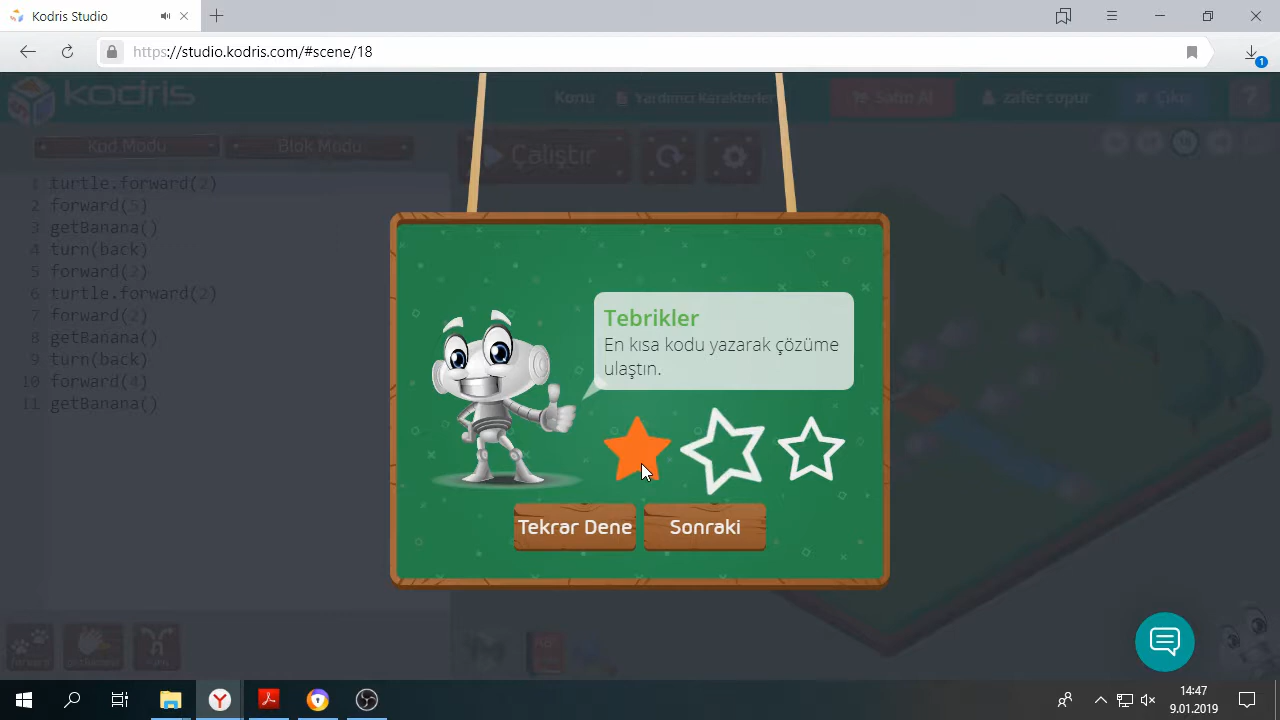 Kodris Studio
https://studio.kodris.com/#scene/18
1
kodris
Konu
Yardımcı Karakterler
Satın Al
zafer copur
Çıkış
?
Kod Modu
Blok Modu
Çalıştır
1 turtle.forward(2)
2 forward(5)
3 getBanana()
4 turn(back)
5 forward(2)
6 turtle.forward(2)
7 forward(2)
8 getBanana()
9 turn(back)
10 forward(4)
11 getBanana()
Tebrikler
En kısa kodu yazarak çözüme
ulaştın.
Tekrar Dene
Sonraki
forward
turn
14:47
9.01.2019